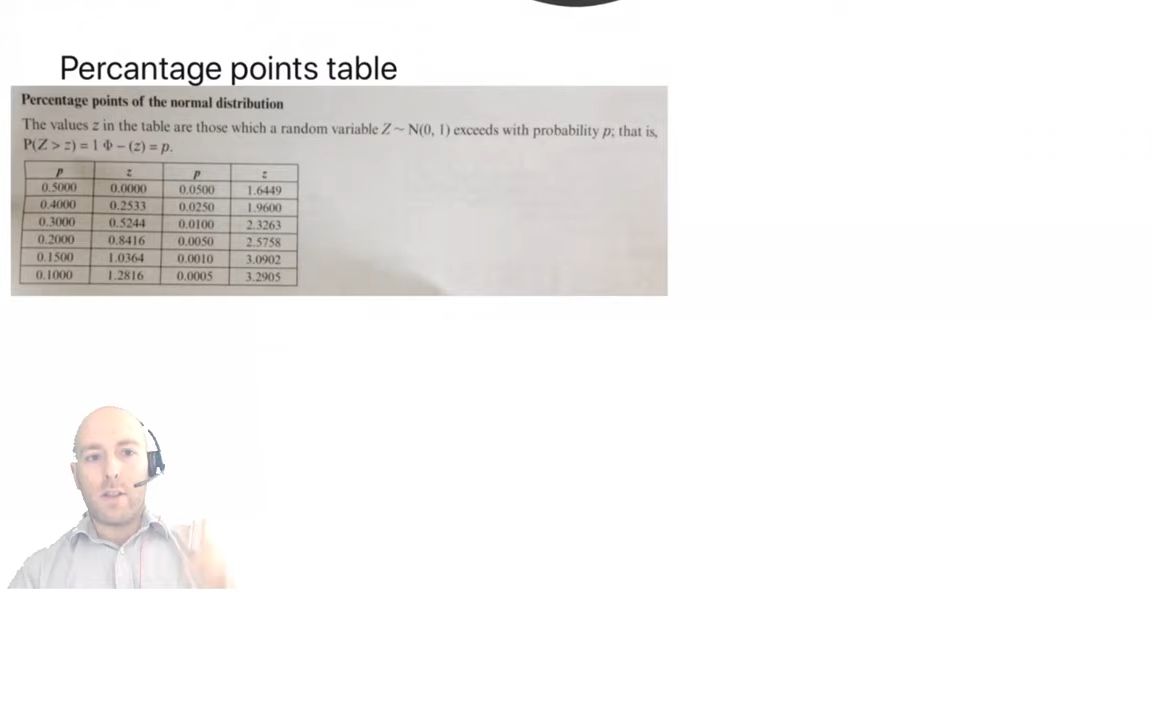 Percantage points table
Percentage points of the normal distribution
The values z in the table are those which a random variable Z ~ N(0, 1) exceeds with probability p; that is,
P(Z > z) = 1 Φ – (z) = p.
p z p z
0.5000 0.0000 0.0500 1.6449
0.4000 0.2533 0.0250 1.9600
0.3000 0.5244 0.0100 2.3263
0.2000 0.8416 0.0050 2.5758
0.1500 1.0364 0.0010 3.0902
0.1000 1.2816 0.0005 3.2905